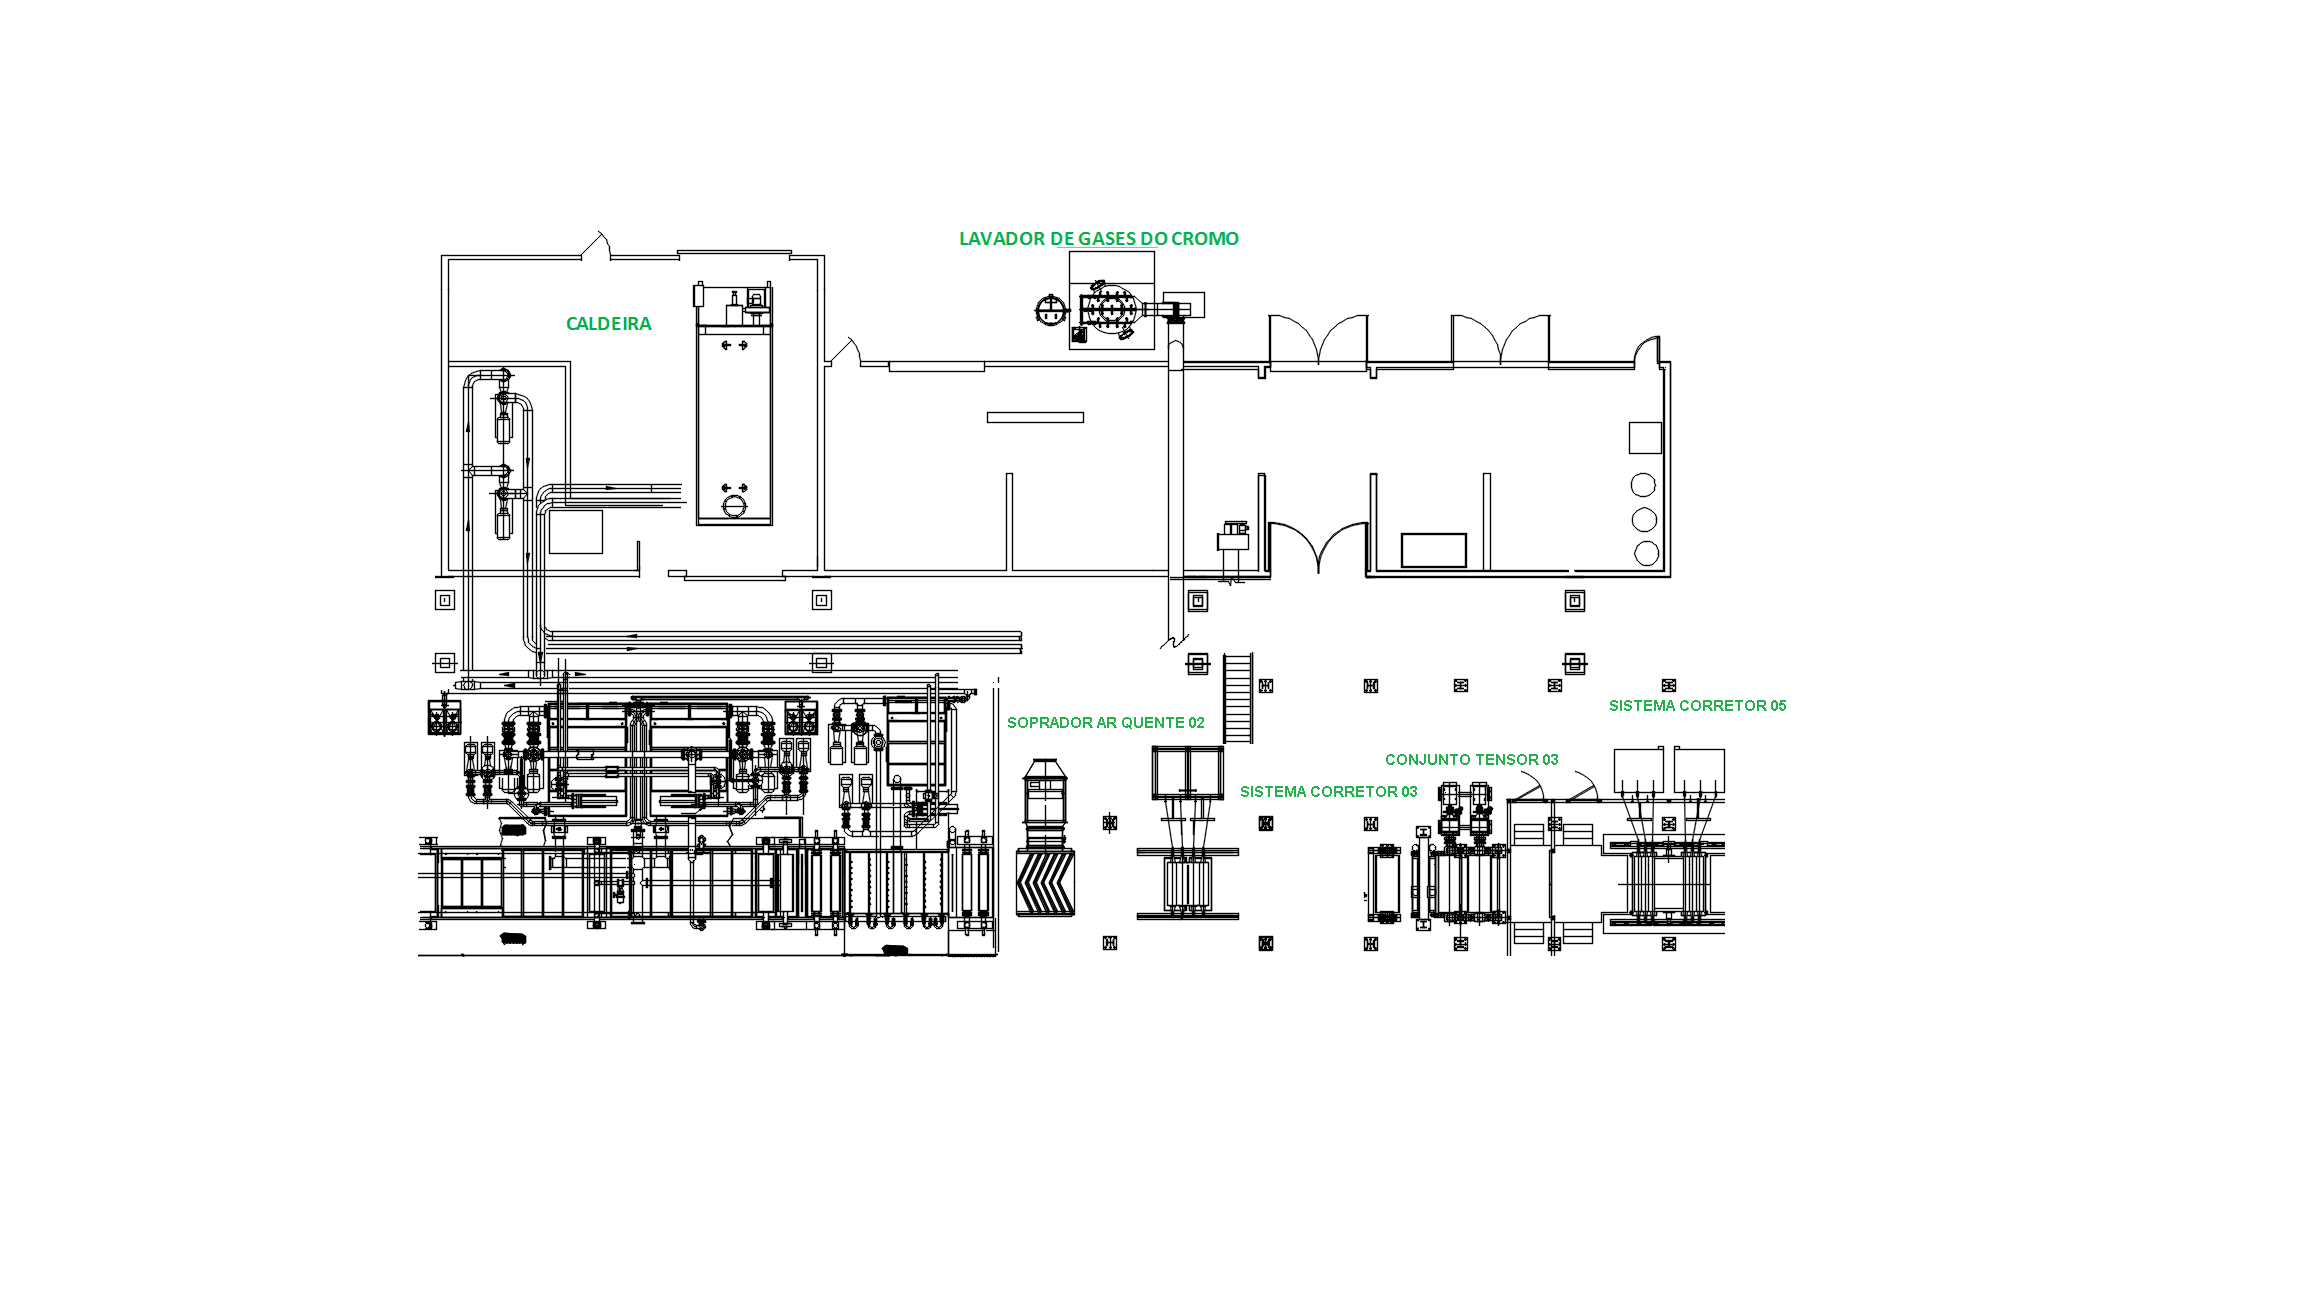 LAVADOR DE GASES DO CROMO
CALDEIRA
SISTEMA CORRETOR 05
SOPRADOR AR QUENTE 02
CONJUNTO TENSOR 03
SISTEMA CORRETOR 03